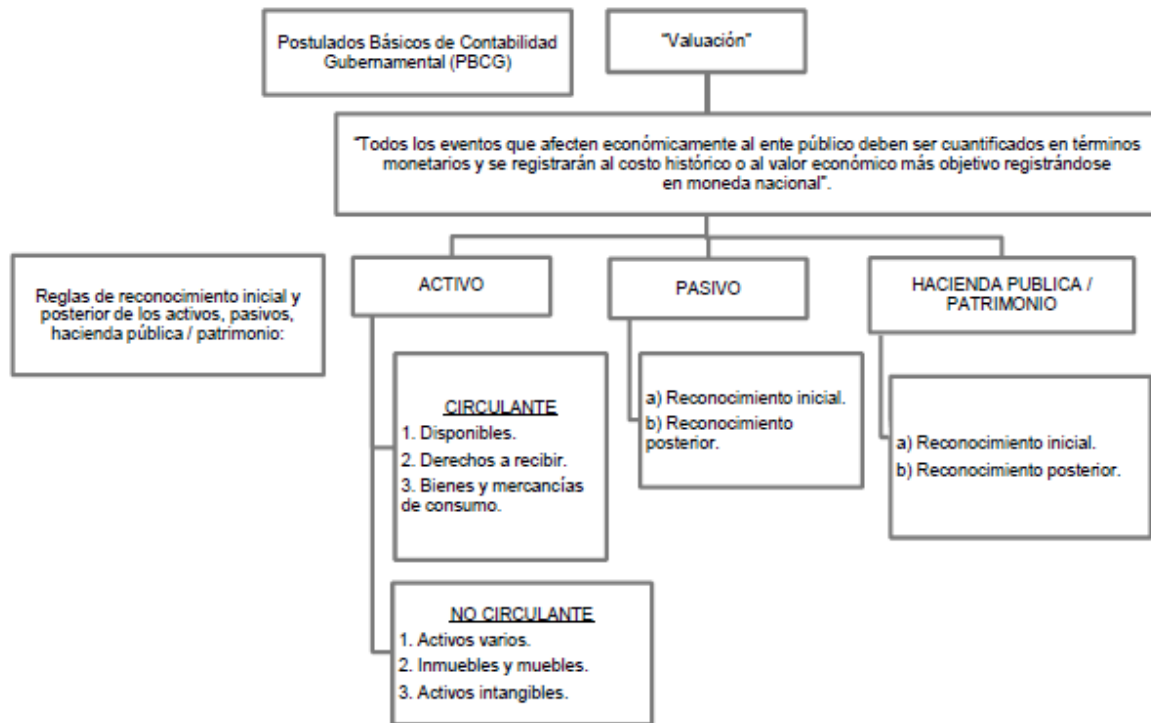 Postulados Básicos de Contabilidad
Gubernamental (PBCG)
"Valuación"
"Todos los eventos que afecten económicamente al ente público deben ser cuantificados en términos
monetarios y se registrarán al costo histórico o al valor económico más objetivo registrándose
en moneda nacional".
Reglas de reconocimiento inicial y
posterior de los activos, pasivos,
hacienda pública / patrimonio:
ACTIVO
PASIVO
HACIENDA PUBLICA /
PATRIMONIO
CIRCULANTE
1. Disponibles.
2. Derechos a recibir.
3. Bienes y mercancías
de consumo.
a) Reconocimiento inicial.
b) Reconocimiento
posterior.
a) Reconocimiento inicial.
b) Reconocimiento posterior.
NO CIRCULANTE
1. Activos varios.
2. Inmuebles y muebles.
3. Activos intangibles.